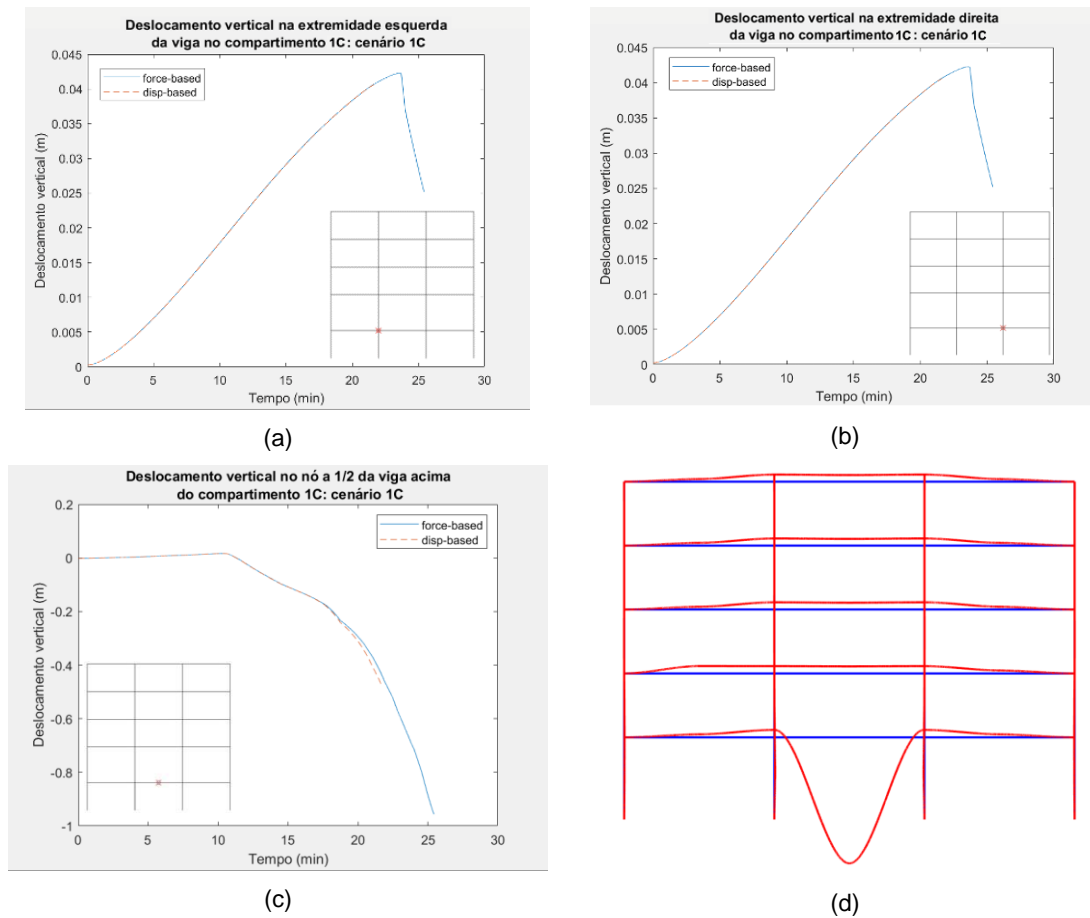 Deslocamento vertical na extremidade esquerda
da viga no compartimento 1C: cenário 1C
force-based
disp-based
Deslocamento vertical (m)
0.045
0.04
0.035
0.03
0.025
0.02
0.015
0.01
0.005
0
0 5 10 15 20 25 30
Tempo (min)
(a)
Deslocamento vertical na extremidade direita
da viga no compartimento 1C: cenário 1C
force-based
disp-based
Deslocamento vertical (m)
0.045
0.04
0.035
0.03
0.025
0.02
0.015
0.01
0.005
0
0 5 10 15 20 25 30
Tempo (min)
(b)
Deslocamento vertical no nó a 1/2 da viga acima
do compartimento 1C: cenário 1C
force-based
disp-based
Deslocamento vertical (m)
0.2
0
-0.2
-0.4
-0.6
-0.8
-1
0 5 10 15 20 25 30
Tempo (min)
(c)
(d)